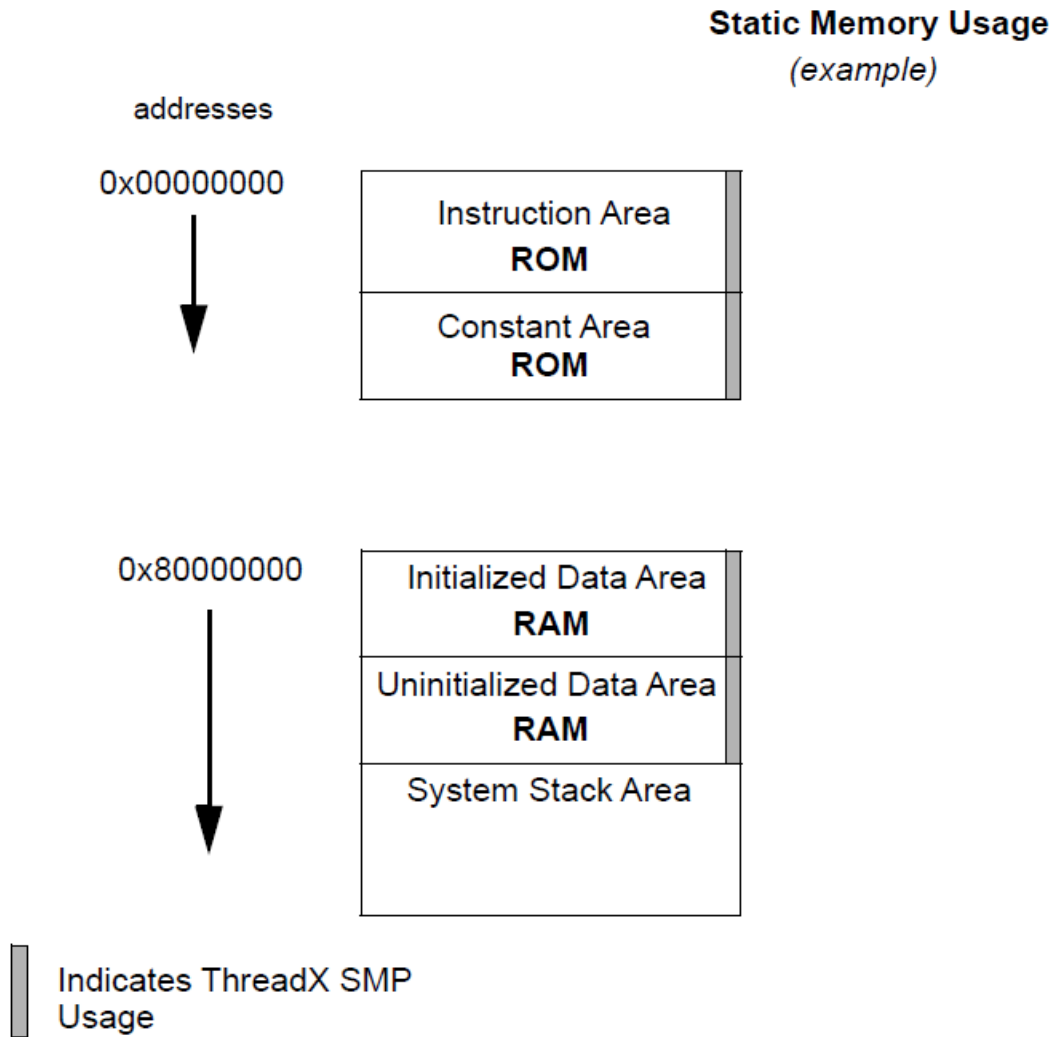 Static Memory Usage
(example)
addresses
0x00000000
Instruction Area
ROM
Constant Area
ROM
0x80000000
Initialized Data Area
RAM
Uninitialized Data Area
RAM
System Stack Area
Indicates ThreadX SMP
Usage